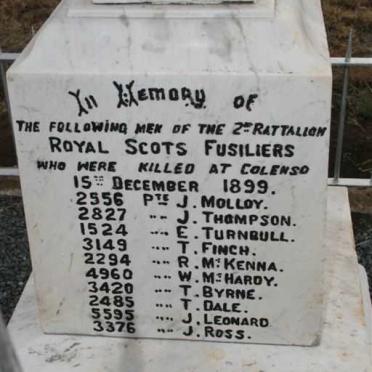 In Memory of
THE FOLLOWING MEN OF THE 2ND BATTALION
ROYAL SCOTS FUSILIERS
WHO WERE KILLED AT COLENSO
15TH DECEMBER 1899.
2556 PTE J. MOLLOY.
2827 " " J. THOMPSON.
1524 " " E. TURNBULL.
3149 " " T. FINCH.
2294 " " R. McKENNA.
4960 " " W. McHARDY.
3420 " " T. BYRNE.
2485 " " T. DALE.
5595 " " J. LEONARD
3376 " " J. ROSS.